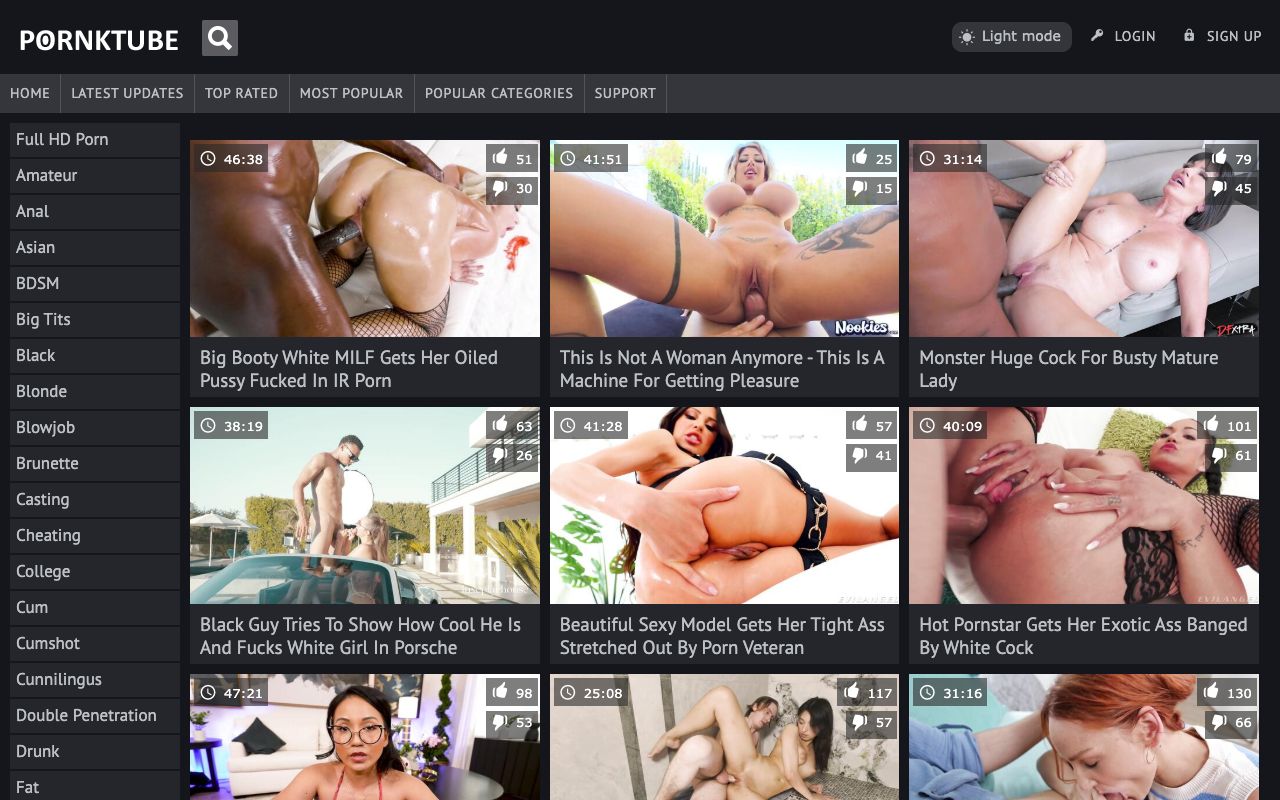 PORNKTUBE
Light mode
LOGIN
SIGN UP
HOME
LATEST UPDATES
TOP RATED
MOST POPULAR
POPULAR CATEGORIES
SUPPORT
Full HD Porn
Amateur
Anal
Asian
BDSM
Big Tits
Black
Blonde
Blowjob
Brunette
Casting
Cheating
College
Cum
Cumshot
Cunnilingus
Double Penetration
Drunk
Fat
46:38
51
30
Big Booty White MILF Gets Her Oiled
Pussy Fucked In IR Porn
41:51
25
15
Nookies
This Is Not A Woman Anymore - This Is A
Machine For Getting Pleasure
31:14
79
45
DFXTRA
Monster Huge Cock For Busty Mature
Lady
38:19
63
26
Black Guy Tries To Show How Cool He Is
And Fucks White Girl In Porsche
41:28
57
41
EVILANGEL
Beautiful Sexy Model Gets Her Tight Ass
Stretched Out By Porn Veteran
40:09
101
61
EVILANGEL
Hot Pornstar Gets Her Exotic Ass Banged
By White Cock
47:21
98
53
25:08
117
57
31:16
130
66